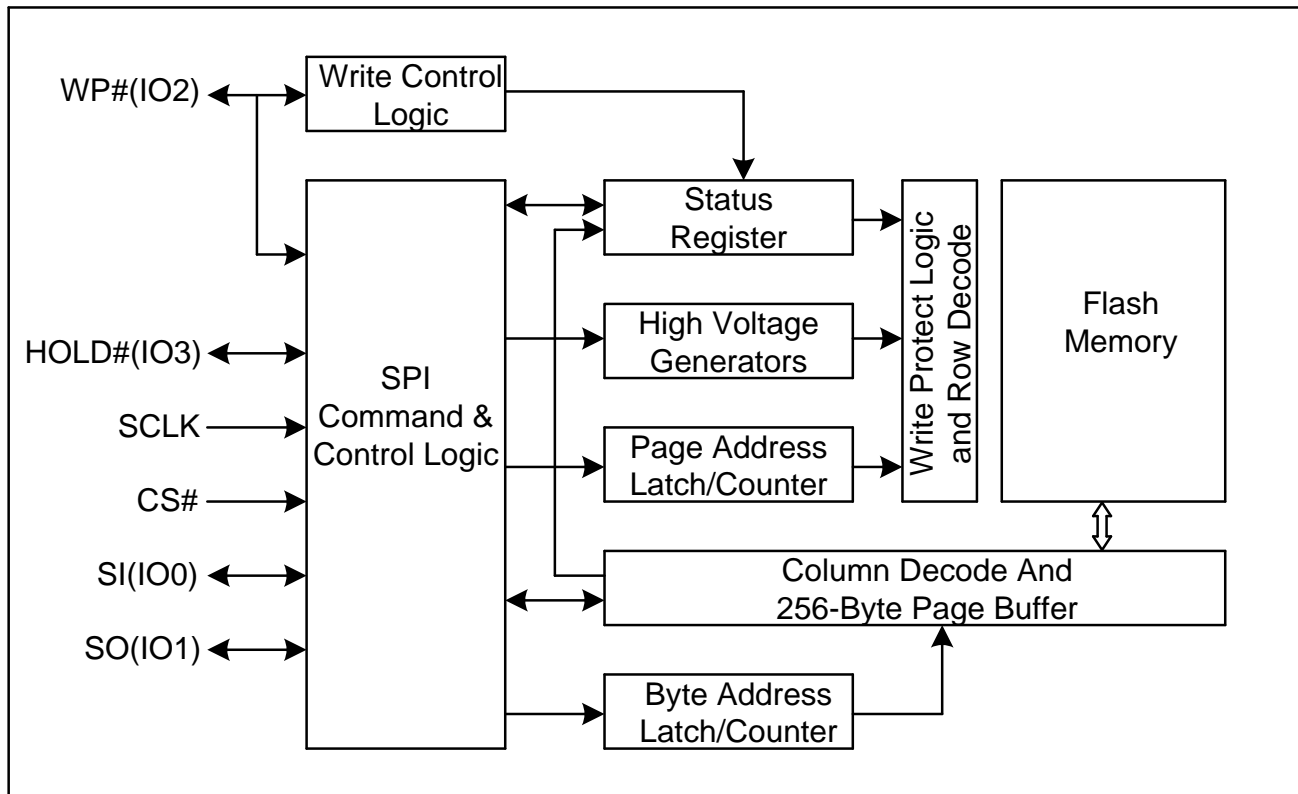 WP#(IO2)
Write Control
Logic
Status
Register
Write Protect Logic
and Row Decode
Flash
Memory
High Voltage
Generators
HOLD#(IO3)
SPI
Command &
Control Logic
SCLK
Page Address
Latch/Counter
CS#
SI(IO0)
Column Decode And
256-Byte Page Buffer
SO(IO1)
Byte Address
Latch/Counter